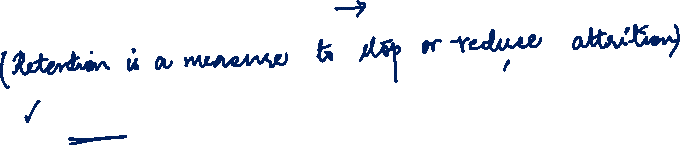 (Retention is a measure to stop or reduce attrition)